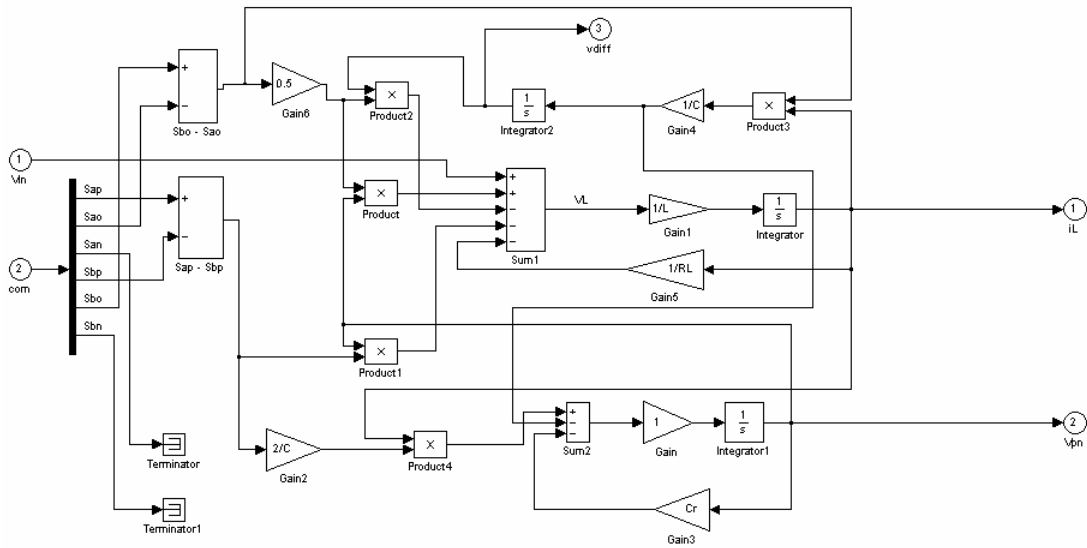 3
vdiff
+
−
Sbo - Sao
0.5
Gain6
×
Product2
1
s
Integrator2
1/C
Gain4
×
Product3
1
Vin
Sap
Sao
San
Sbp
Sbo
Sbn
2
com
+
−
Sap - Sbp
×
Product
+
+
−
−
−
Sum1
VL
1/L
Gain1
1
s
Integrator
1
iL
1/RL
Gain5
×
Product1
2/C
Gain2
×
Product4
+
−
−
Sum2
1
Gain
1
s
Integrator1
2
Vpn
Cr
Gain3
Terminator
Terminator1